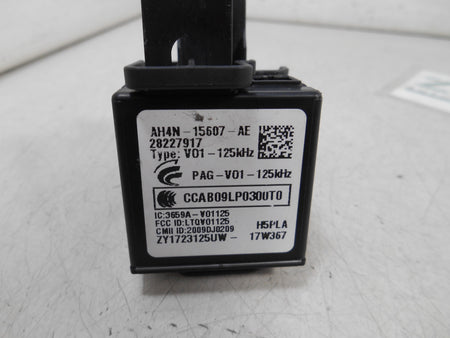 AH4N-15607-AE
28227917
Type: V01-125kHz
PAG-V01-125kHz
CCAB09LP0300T0
IC:3659A-V01125
FCC ID:LTQV01125
CMII ID:2009DJ0209
H5PLA
ZY1723125UW- 17W367